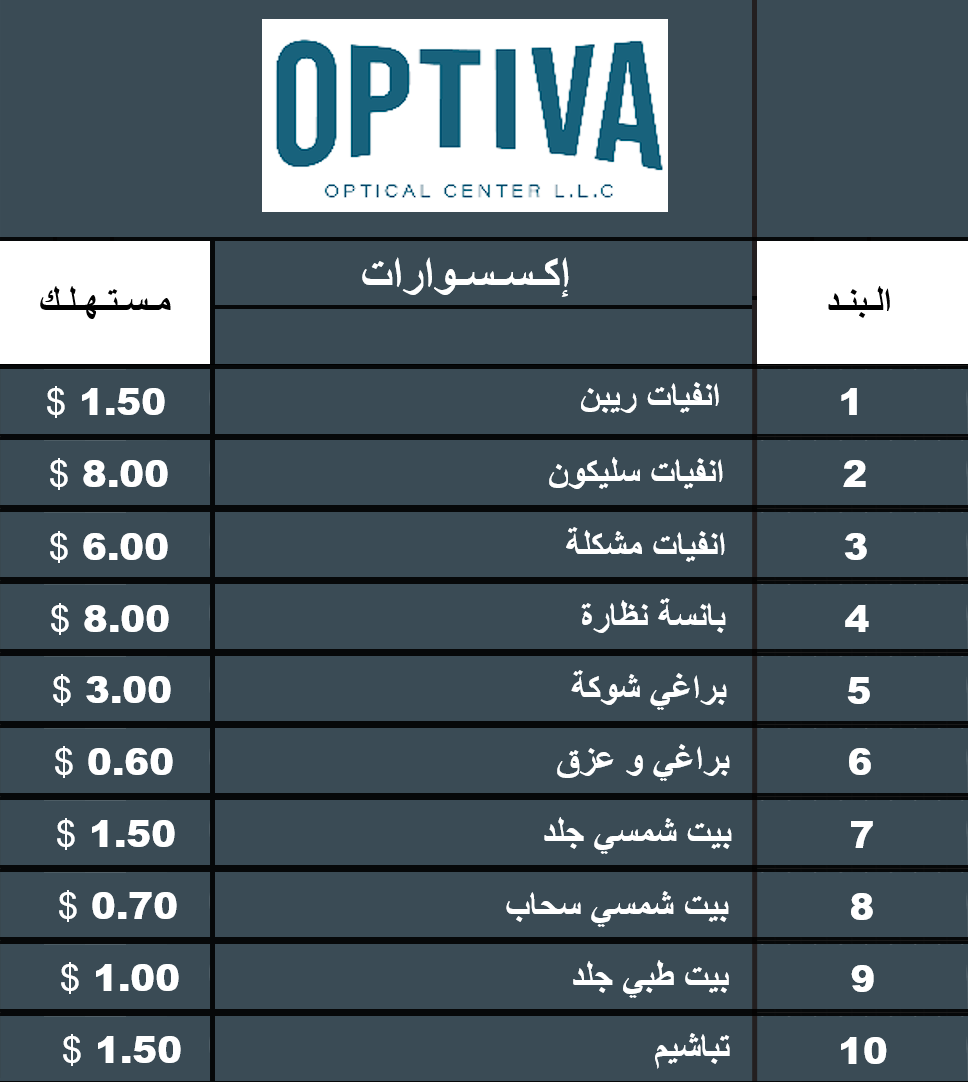 OPTIVA
OPTICAL CENTER L.L.C
البند إكسسوارات مستهلك
1 انفيات ريبن $ 1.50
2 انفيات سليكون $ 8.00
3 انفيات مشكلة $ 6.00
4 بانسة نظارة $ 8.00
5 براغي شوكة $ 3.00
6 براغي و عزق $ 0.60
7 بيت شمسي جلد $ 1.50
8 بيت شمسي سحاب $ 0.70
9 بيت طبي جلد $ 1.00
10 تباشيم $ 1.50